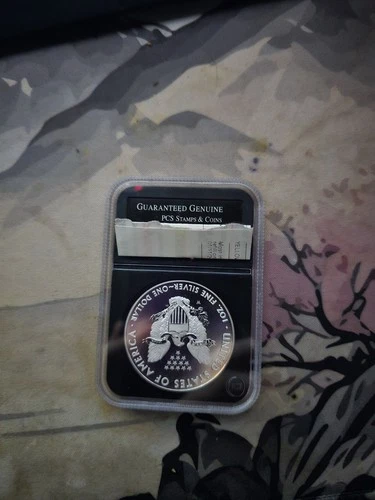 GUARANTEED GENUINE
PCS STAMPS & COINS
UNITED STATES OF AMERICA
1 OZ. FINE SILVER~ONE DOLLAR